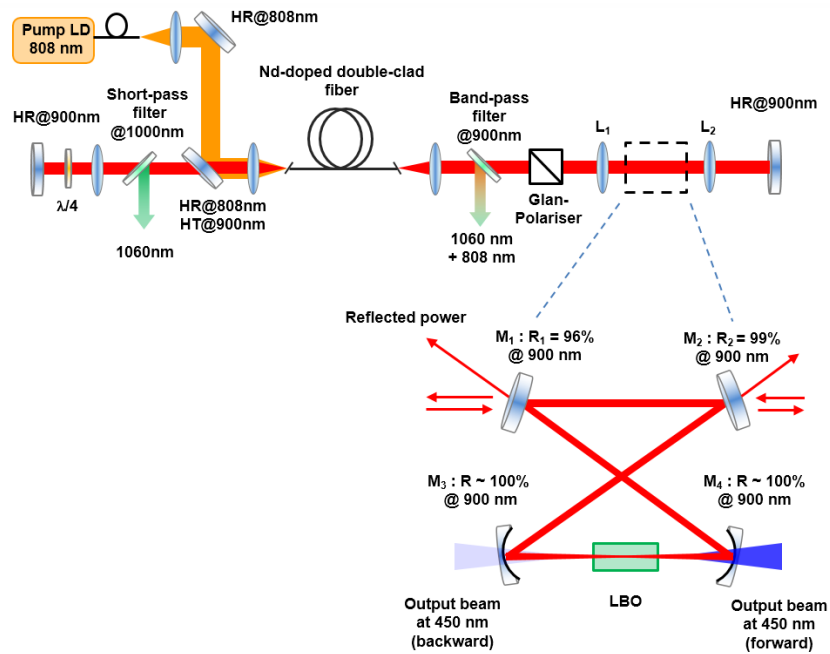 Pump LD
808 nm
HR@808nm
Nd-doped double-clad
fiber
Short-pass
filter
@1000nm
Band-pass
filter
@900nm
HR@900nm
HR@900nm
L₁
L₂
λ/4
HR@808nm
HT@900nm
Glan-
Polariser
1060nm
1060 nm
+ 808 nm
Reflected power
M₁ : R₁ = 96%
@ 900 nm
M₂ : R₂ = 99%
@ 900 nm
M₃ : R ~ 100%
@ 900 nm
M₄ : R ~ 100%
@ 900 nm
Output beam
at 450 nm
(backward)
LBO
Output beam
at 450 nm
(forward)